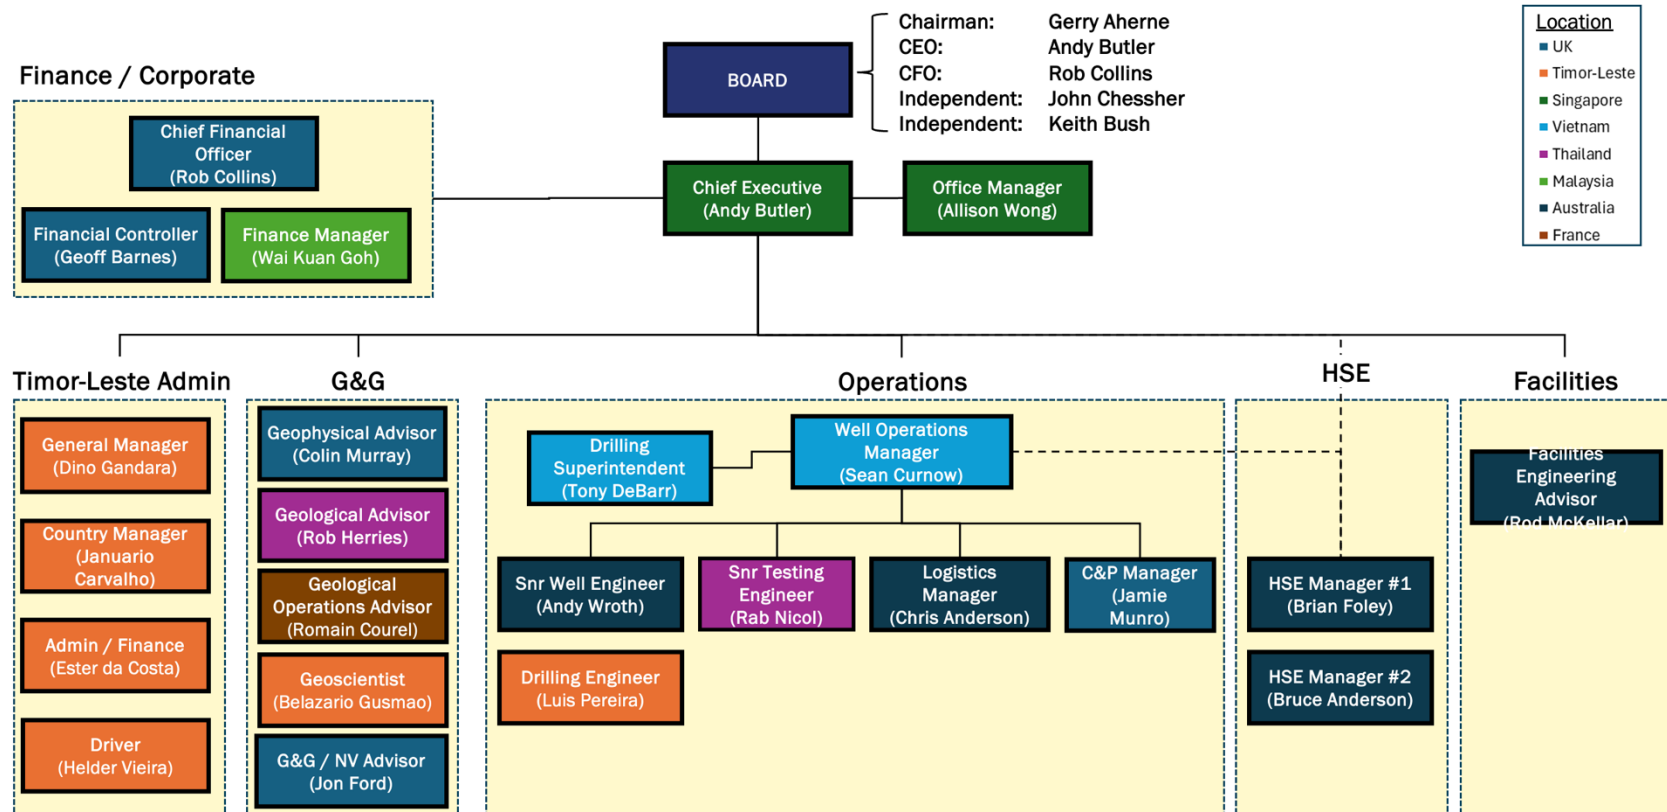 Chairman: Gerry Aherne
CEO: Andy Butler
CFO: Rob Collins
Independent: John Chessher
Independent: Keith Bush
BOARD
Location
UK
Timor-Leste
Singapore
Vietnam
Thailand
Malaysia
Australia
France
Finance / Corporate
Chief Financial
Officer
(Rob Collins)
Financial Controller
(Geoff Barnes)
Finance Manager
(Wai Kuan Goh)
Chief Executive
(Andy Butler)
Office Manager
(Allison Wong)
Timor-Leste Admin
General Manager
(Dino Gandara)
Country Manager
(Januario
Carvalho)
Admin / Finance
(Ester da Costa)
Driver
(Helder Vieira)
G&G
Geophysical Advisor
(Colin Murray)
Geological Advisor
(Rob Herries)
Geological
Operations Advisor
(Romain Courel)
Geoscientist
(Belazario Gusmao)
G&G / NV Advisor
(Jon Ford)
Operations
Drilling
Superintendent
(Tony DeBarr)
Well Operations
Manager
(Sean Curnow)
Snr Well Engineer
(Andy Wroth)
Snr Testing
Engineer
(Rab Nicol)
Logistics
Manager
(Chris Anderson)
C&P Manager
(Jamie
Munro)
Drilling Engineer
(Luis Pereira)
HSE
HSE Manager #1
(Brian Foley)
HSE Manager #2
(Bruce Anderson)
Facilities
Facilities
Engineering
Advisor
(Rod McKellar)